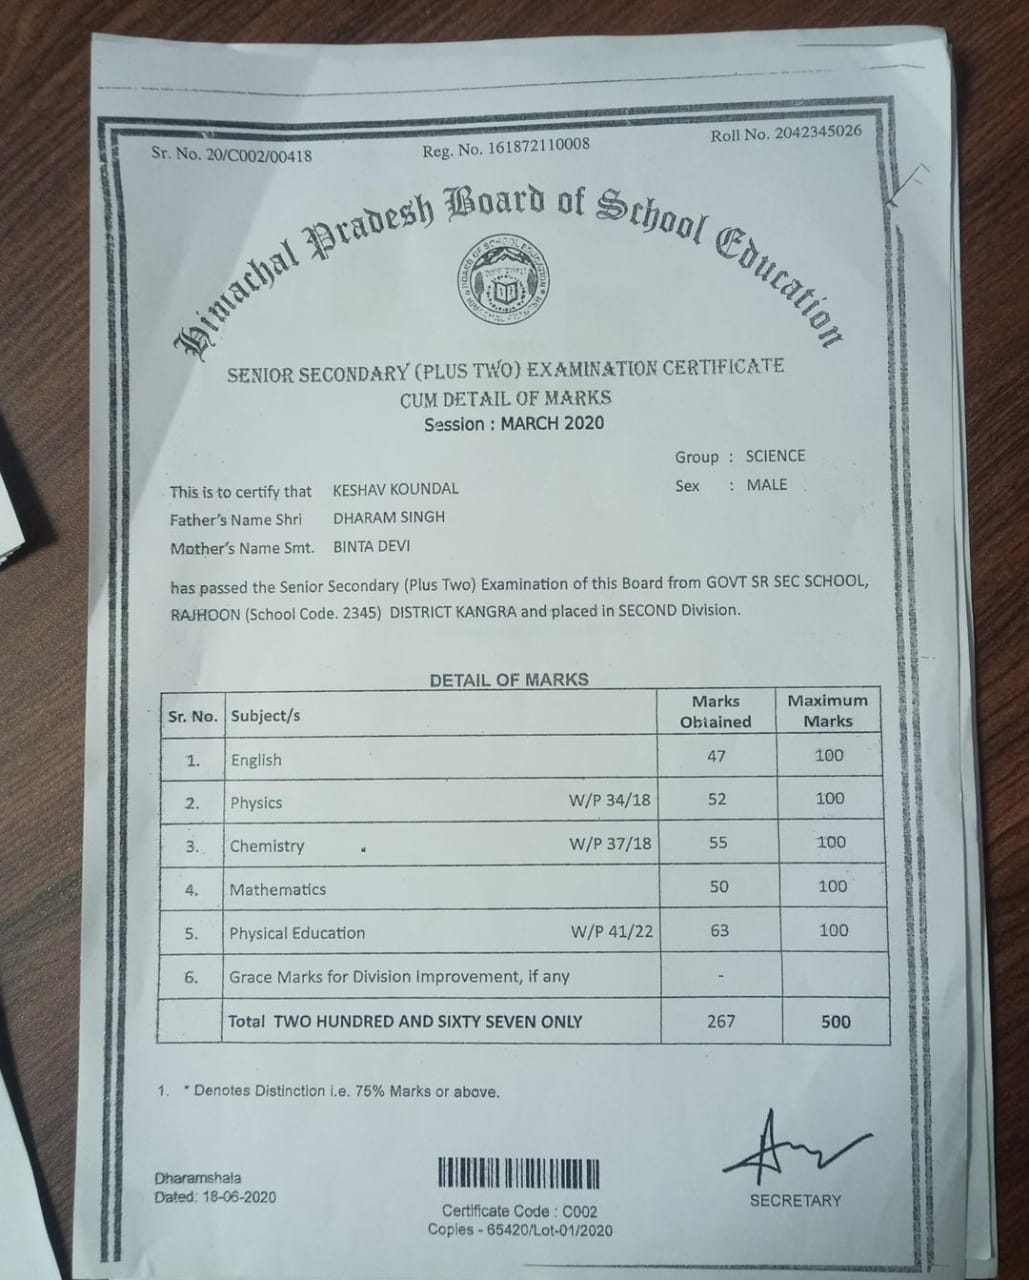 Sr. No. 20/C002/00418 Reg. No. 161872110008 Roll No. 2042345026
Himachal Pradesh Board of School Education
BOARD OF SCHOOL EDUCATION HIMACHAL PRADESH
SENIOR SECONDARY (PLUS TWO) EXAMINATION CERTIFICATE
CUM DETAIL OF MARKS
Session : MARCH 2020
Group : SCIENCE
Sex : MALE
This is to certify that KESHAV KOUNDAL
Father's Name Shri DHARAM SINGH
Mother's Name Smt. BINTA DEVI
has passed the Senior Secondary (Plus Two) Examination of this Board from GOVT SR SEC SCHOOL,
RAJHOON (School Code. 2345) DISTRICT KANGRA and placed in SECOND Division.
DETAIL OF MARKS
Sr. No. Subject/s Marks Obtained Maximum Marks
1. English 47 100
2. Physics W/P 34/18 52 100
3. Chemistry W/P 37/18 55 100
4. Mathematics 50 100
5. Physical Education W/P 41/22 63 100
6. Grace Marks for Division Improvement, if any -
Total TWO HUNDRED AND SIXTY SEVEN ONLY 267 500
1. * Denotes Distinction i.e. 75% Marks or above.
Dharamshala
Dated: 18-06-2020
Certificate Code : C002
Copies - 65420/Lot-01/2020
SECRETARY